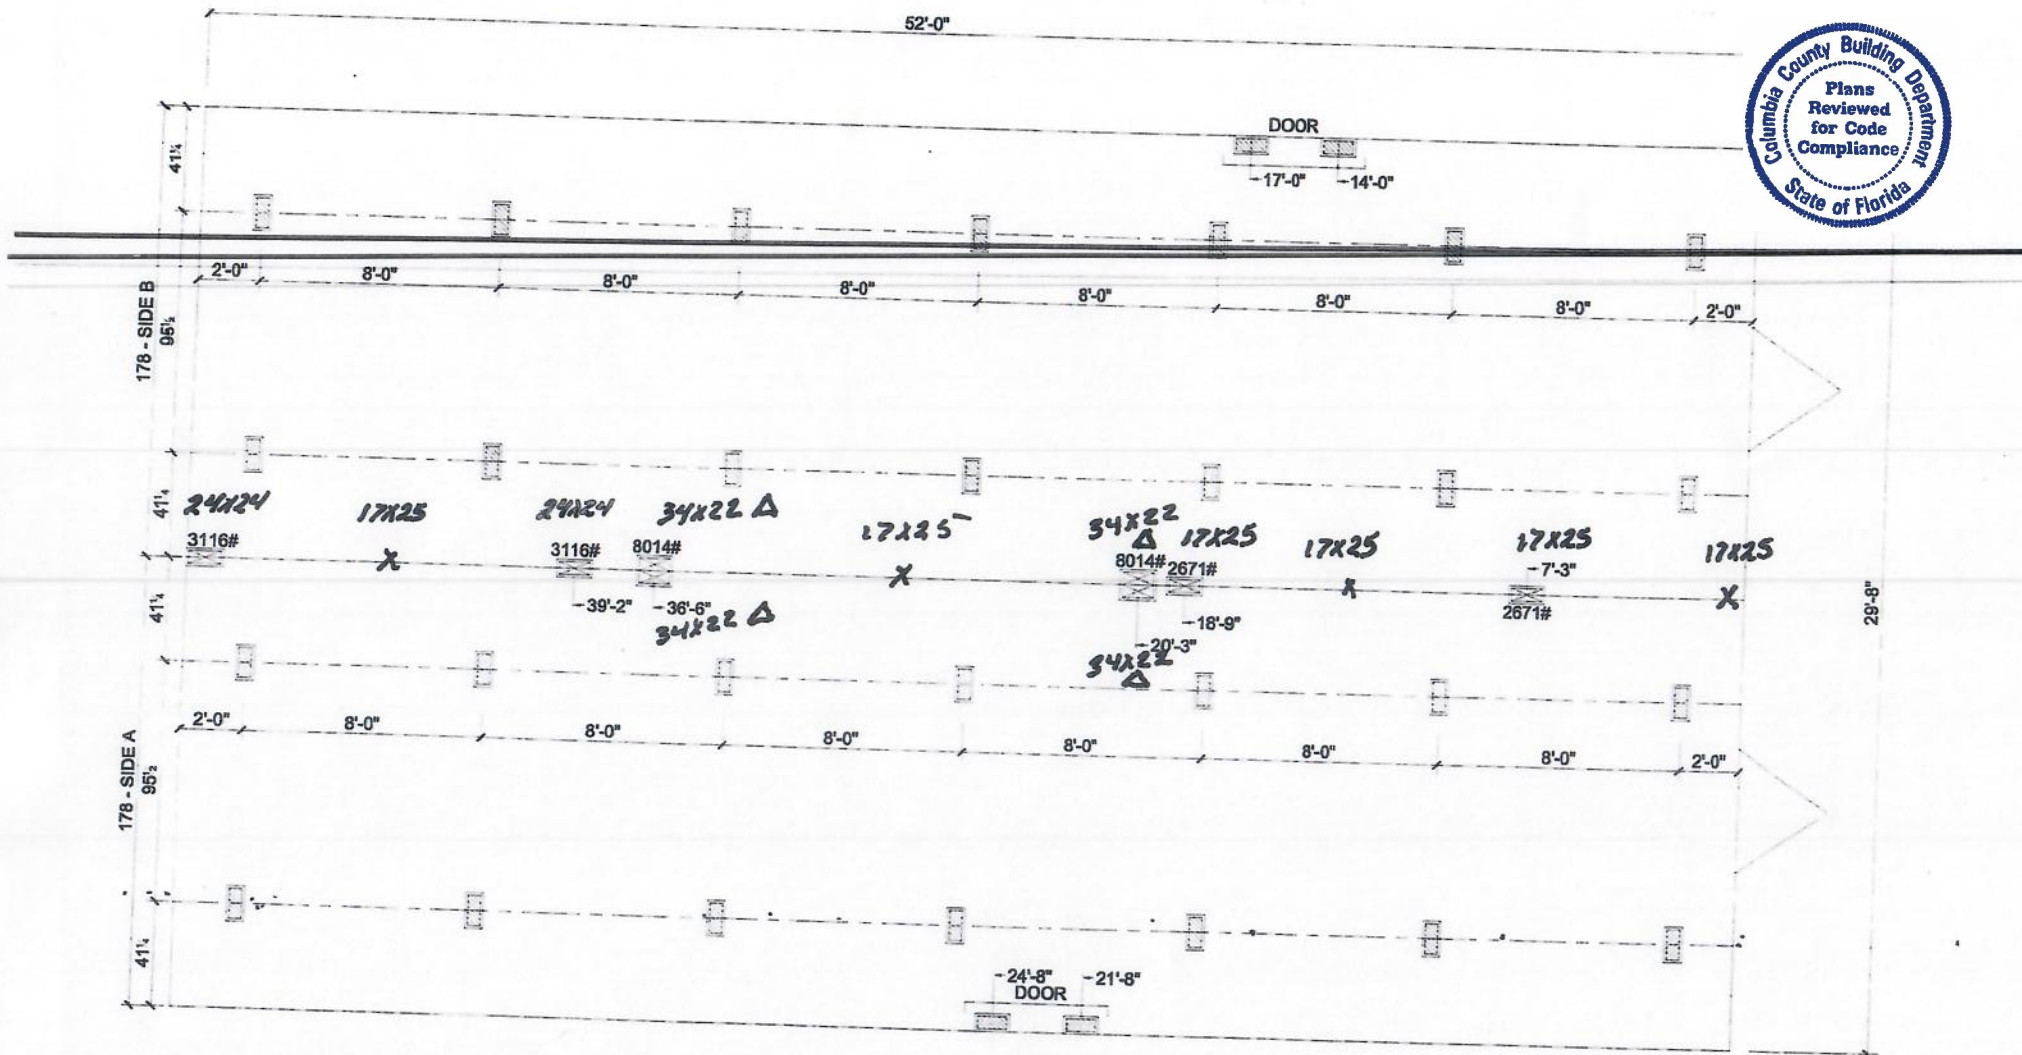 52'-0"
Columbia County Building Department
Plans
Reviewed
for Code
Compliance
State of Florida
DOOR
17'-0" 14'-0"
41¼
2'-0" 8'-0" 8'-0" 8'-0" 8'-0" 8'-0" 8'-0" 2'-0"
178 - SIDE B
95½
41¼
24X24 17X25 24X24 34X22 Δ 17X25 34X22 Δ 17X25 17X25 17X25 17X25
3116# X 3116# 8014# X 8014# 2671# X 7'-3" X
2671#
39'-2" 36'-6" 18'-9"
34X22 Δ 20'-3"
34X22 Δ
41¼
29'-8"
2'-0" 8'-0" 8'-0" 8'-0" 8'-0" 8'-0" 8'-0" 2'-0"
178 - SIDE A
95½
41¼
24'-8" 21'-8"
DOOR